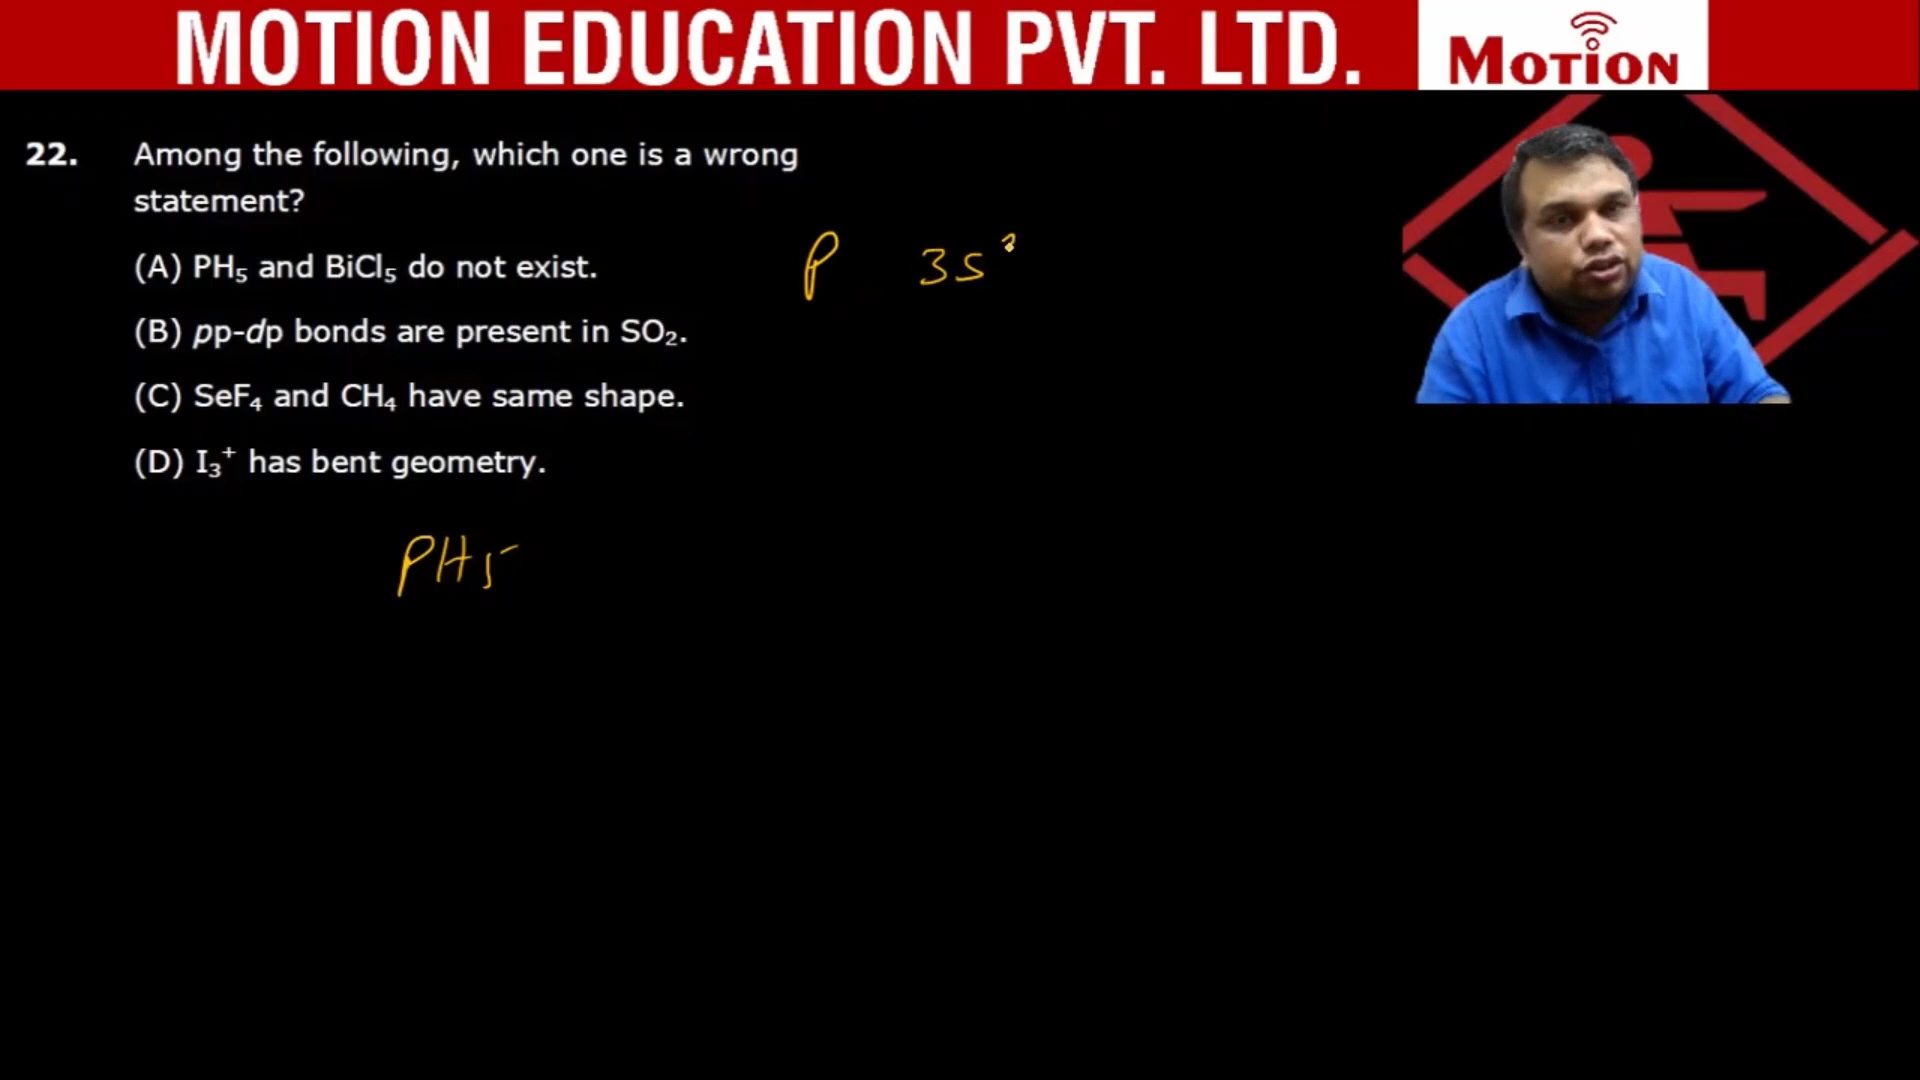 MOTION EDUCATION PVT. LTD.
MOTION
22. Among the following, which one is a wrong
statement?
(A) PH₅ and BiCl₅ do not exist.
(B) pp-dp bonds are present in SO₂.
(C) SeF₄ and CH₄ have same shape.
(D) I₃⁺ has bent geometry.
P 3s²
PH₅